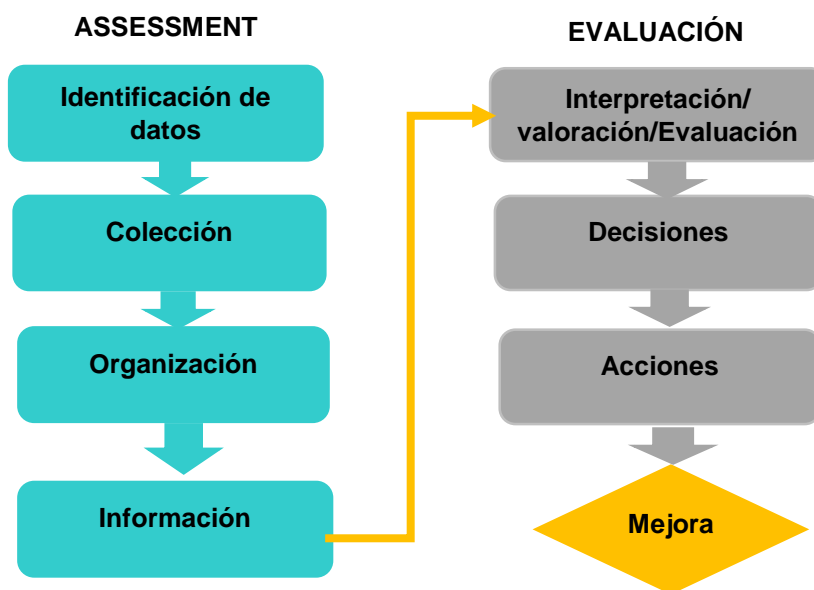 ASSESSMENT
Identificación de
datos
Colección
Organización
Información
EVALUACIÓN
Interpretación/
valoración/Evaluación
Decisiones
Acciones
Mejora